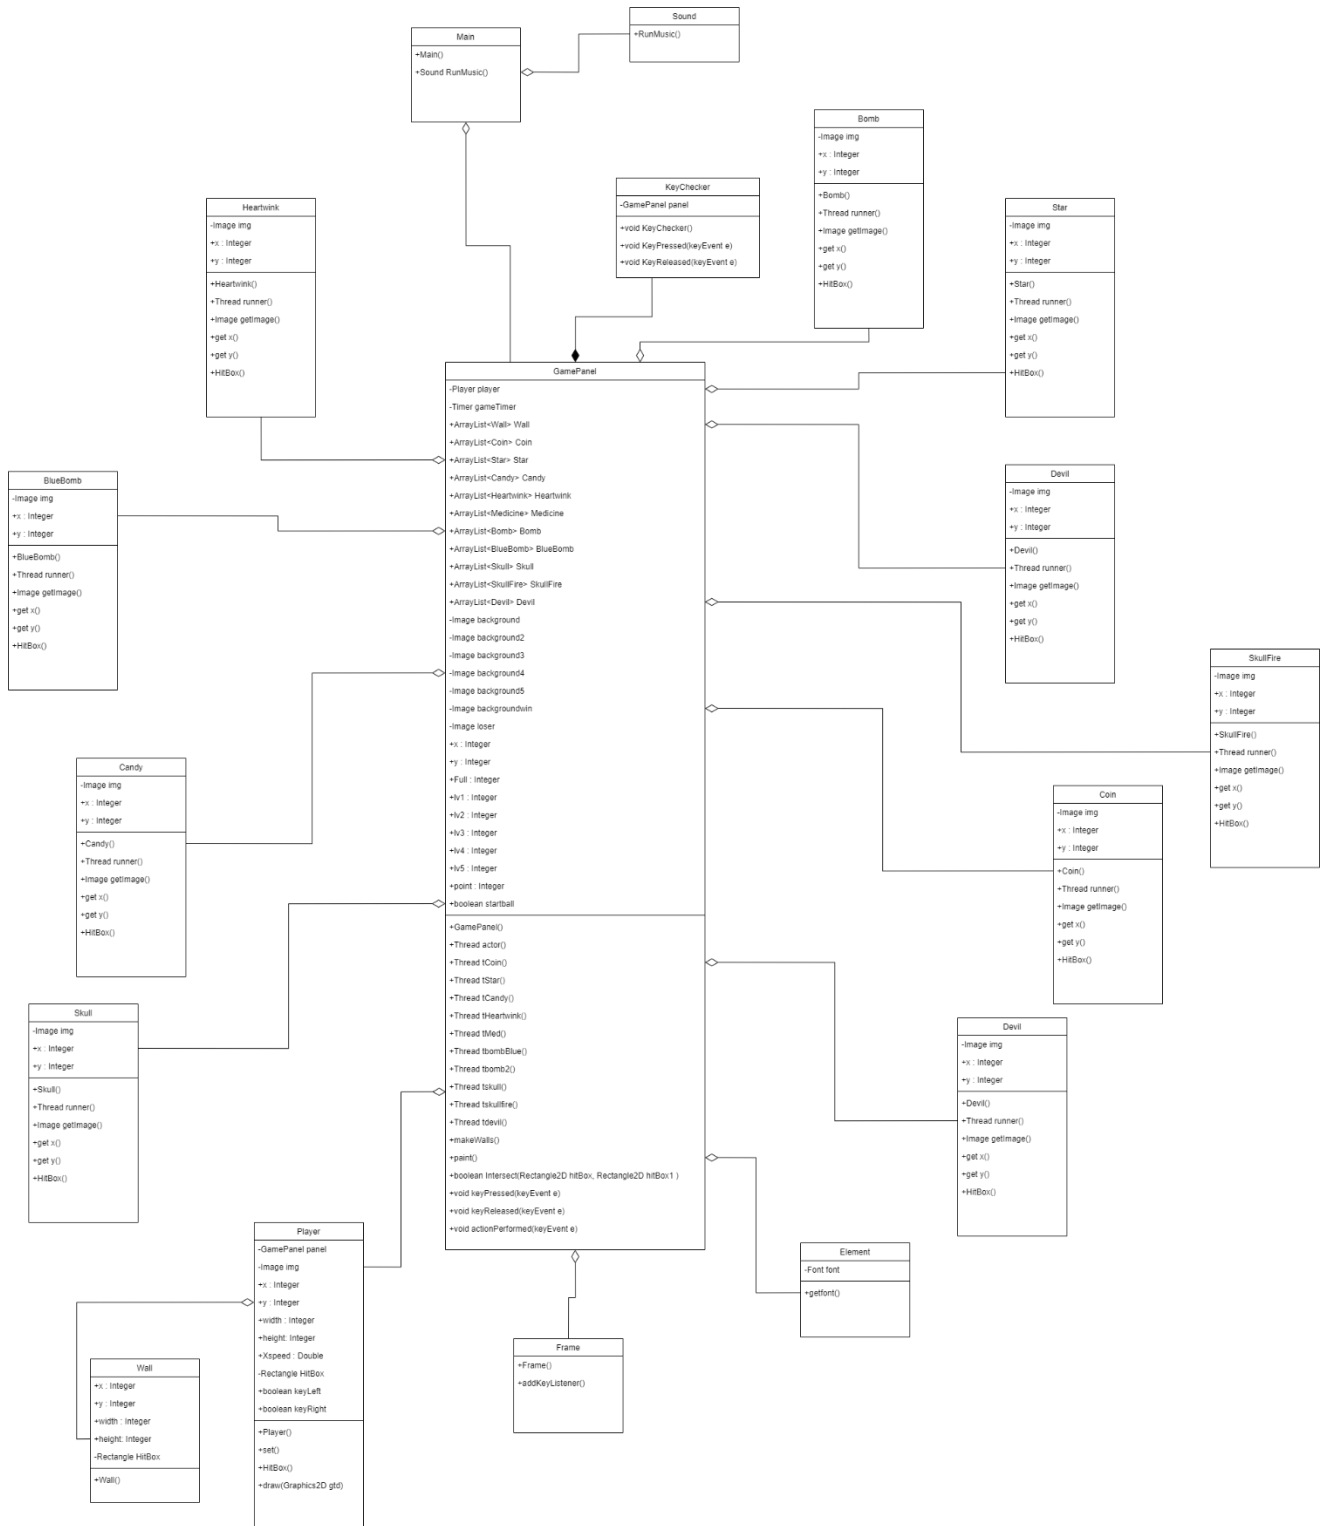 Sound
+RunMusic()
Main
+Main()
+Sound RunMusic()
Bomb
-Image img
+x : Integer
+y : Integer
+Bomb()
+Thread runner()
+Image getImage()
+get x()
+get y()
+HitBox()
KeyChecker
-GamePanel panel
+void KeyChecker()
+void KeyPressed(keyEvent e)
+void KeyReleased(keyEvent e)
Heartwink
-Image img
+x : Integer
+y : Integer
+Heartwink()
+Thread runner()
+Image getImage()
+get x()
+get y()
+HitBox()
Star
-Image img
+x : Integer
+y : Integer
+Star()
+Thread runner()
+Image getImage()
+get x()
+get y()
+HitBox()
GamePanel
-Player player
-Timer gameTimer
+ArrayList<Wall> Wall
+ArrayList<Coin> Coin
+ArrayList<Star> Star
+ArrayList<Candy> Candy
+ArrayList<Heartwink> Heartwink
+ArrayList<Medicine> Medicine
+ArrayList<Bomb> Bomb
+ArrayList<BlueBomb> BlueBomb
+ArrayList<Skull> Skull
+ArrayList<SkullFire> SkullFire
+ArrayList<Devil> Devil
-Image background
-Image background2
-Image background3
-Image background4
-Image background5
-Image backgroundwin
-Image loser
+x : Integer
+y : Integer
+Full : Integer
+lv1 : Integer
+lv2 : Integer
+lv3 : Integer
+lv4 : Integer
+lv5 : Integer
+point : Integer
+boolean startball
+GamePanel()
+Thread actor()
+Thread tCoin()
+Thread tStar()
+Thread tCandy()
+Thread tHeartwink()
+Thread tMed()
+Thread tbombBlue()
+Thread tbomb2()
+Thread tskull()
+Thread tskullfire()
+Thread tdevil()
+makeWalls()
+paint()
+boolean Intersect(Rectangle2D hitBox, Rectangle2D hitBox1 )
+void keyPressed(keyEvent e)
+void keyReleased(keyEvent e)
+void actionPerformed(keyEvent e)
BlueBomb
-Image img
+x : Integer
+y : Integer
+BlueBomb()
+Thread runner()
+Image getImage()
+get x()
+get y()
+HitBox()
Devil
-Image img
+x : Integer
+y : Integer
+Devil()
+Thread runner()
+Image getImage()
+get x()
+get y()
+HitBox()
SkullFire
-Image img
+x : Integer
+y : Integer
+SkullFire()
+Thread runner()
+Image getImage()
+get x()
+get y()
+HitBox()
Candy
-Image img
+x : Integer
+y : Integer
+Candy()
+Thread runner()
+Image getImage()
+get x()
+get y()
+HitBox()
Coin
-Image img
+x : Integer
+y : Integer
+Coin()
+Thread runner()
+Image getImage()
+get x()
+get y()
+HitBox()
Skull
-Image img
+x : Integer
+y : Integer
+Skull()
+Thread runner()
+Image getImage()
+get x()
+get y()
+HitBox()
Devil
-Image img
+x : Integer
+y : Integer
+Devil()
+Thread runner()
+Image getImage()
+get x()
+get y()
+HitBox()
Player
-GamePanel panel
-Image img
+x : Integer
+y : Integer
+width : Integer
+height: Integer
+Xspeed : Double
-Rectangle HitBox
+boolean keyLeft
+boolean keyRight
+Player()
+set()
+HitBox()
+draw(Graphics2D gtd)
Element
-Font font
+getfont()
Frame
+Frame()
+addKeyListener()
Wall
+x : Integer
+y : Integer
+width : Integer
+height: Integer
-Rectangle HitBox
+Wall()